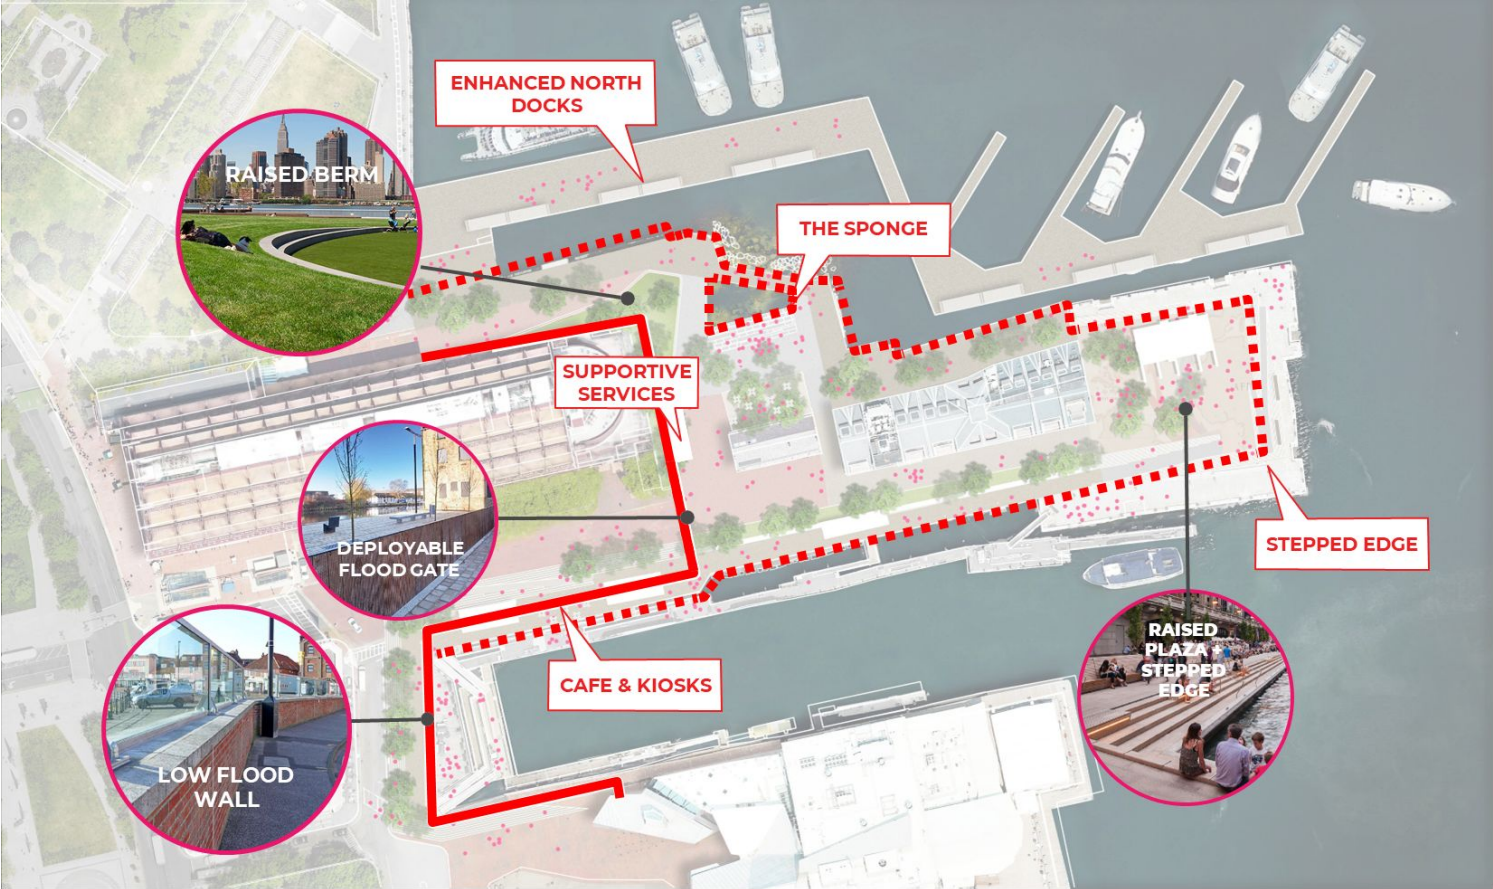 ENHANCED NORTH
DOCKS
RAISED BERM
THE SPONGE
SUPPORTIVE
SERVICES
DEPLOYABLE
FLOOD GATE
STEPPED EDGE
RAISED
PLAZA +
STEPPED
EDGE
CAFE & KIOSKS
LOW FLOOD
WALL